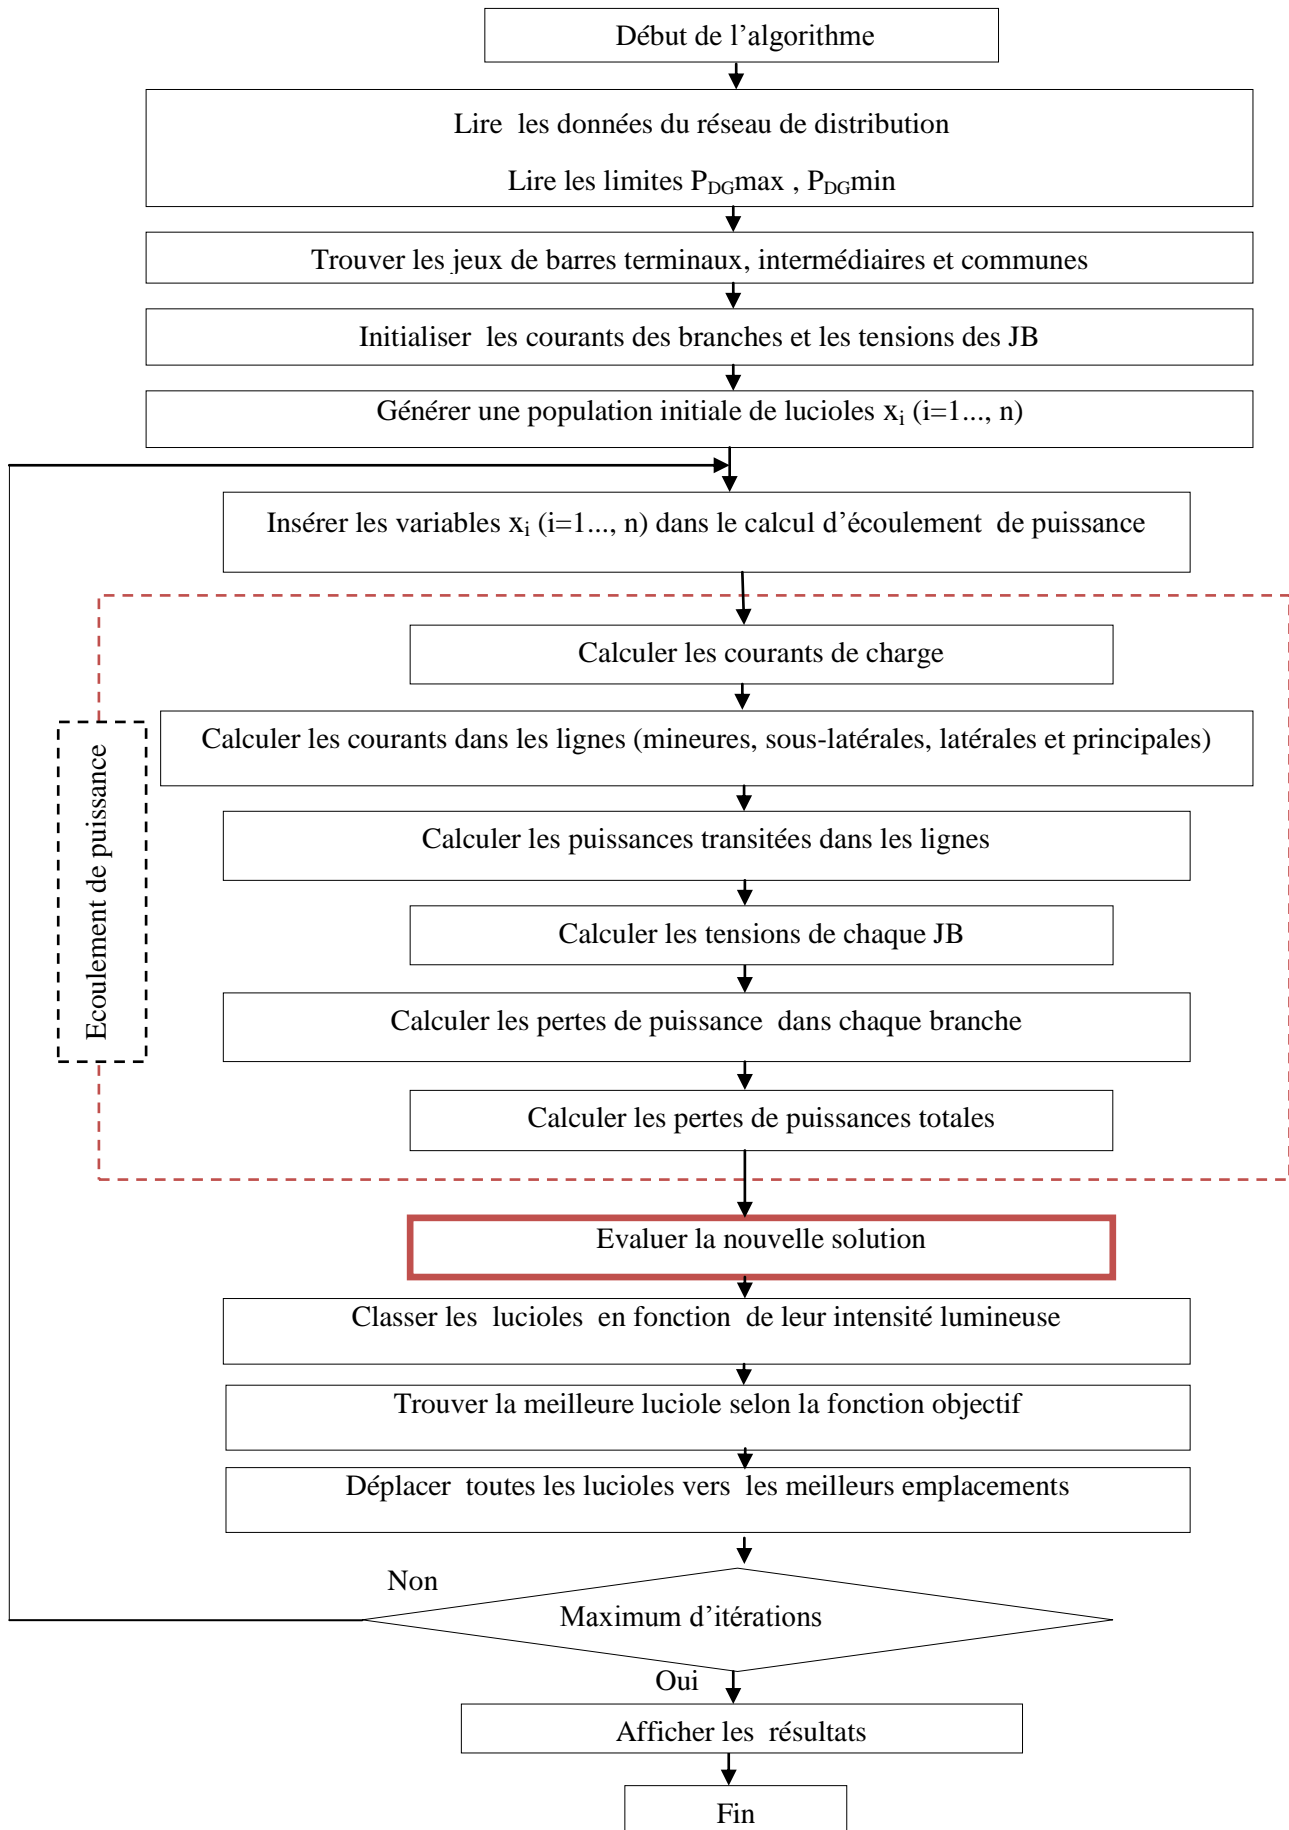 Début de l’algorithme
Lire les données du réseau de distribution
Lire les limites P_DGmax , P_DGmin
Trouver les jeux de barres terminaux, intermédiaires et communes
Initialiser les courants des branches et les tensions des JB
Générer une population initiale de lucioles x_i (i=1..., n)
Insérer les variables x_i (i=1..., n) dans le calcul d’écoulement de puissance
Calculer les courants de charge
Calculer les courants dans les lignes (mineures, sous-latérales, latérales et principales)
Ecoulement de puissance
Calculer les puissances transitées dans les lignes
Calculer les tensions de chaque JB
Calculer les pertes de puissance dans chaque branche
Calculer les pertes de puissances totales
Evaluer la nouvelle solution
Classer les lucioles en fonction de leur intensité lumineuse
Trouver la meilleure luciole selon la fonction objectif
Déplacer toutes les lucioles vers les meilleurs emplacements
Non
Maximum d’itérations
Oui
Afficher les résultats
Fin